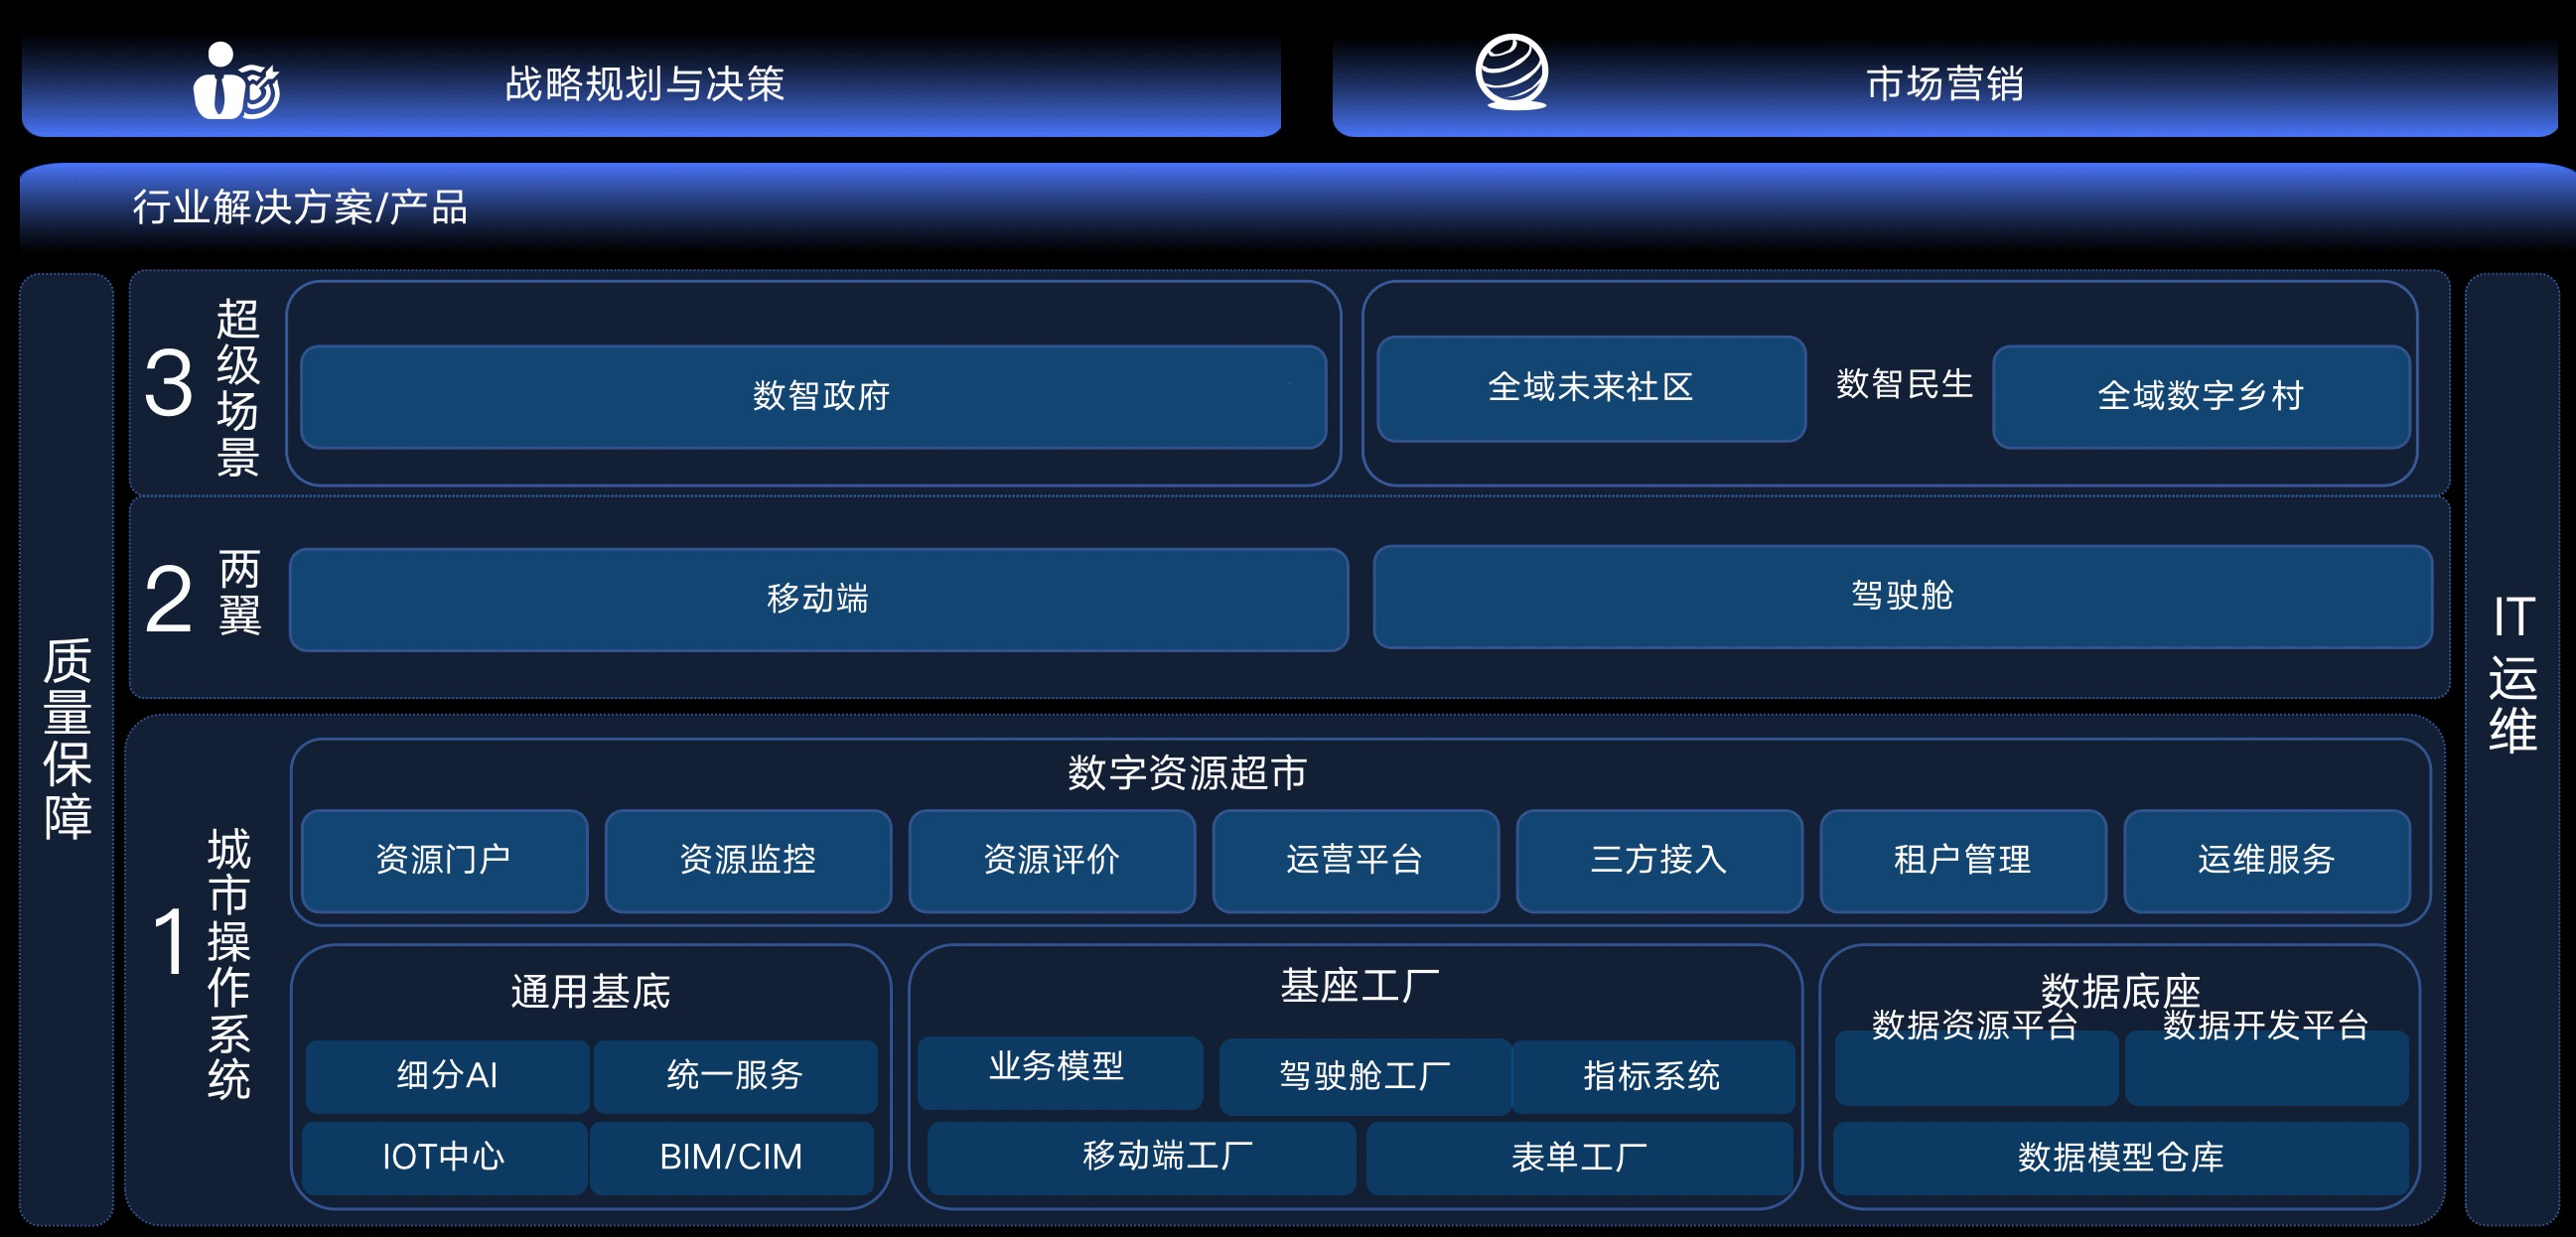 战略规划与决策
市场营销
行业解决方案/产品
质量保障
3
超级场景
数智政府
全域未来社区
数智民生
全域数字乡村
2
两翼
移动端
驾驶舱
IT运维
1
城市操作系统
数字资源超市
资源门户
资源监控
资源评价
运营平台
三方接入
租户管理
运维服务
通用基底
细分AI
统一服务
IOT中心
BIM/CIM
基座工厂
业务模型
驾驶舱工厂
指标系统
移动端工厂
表单工厂
数据底座
数据资源平台
数据开发平台
数据模型仓库